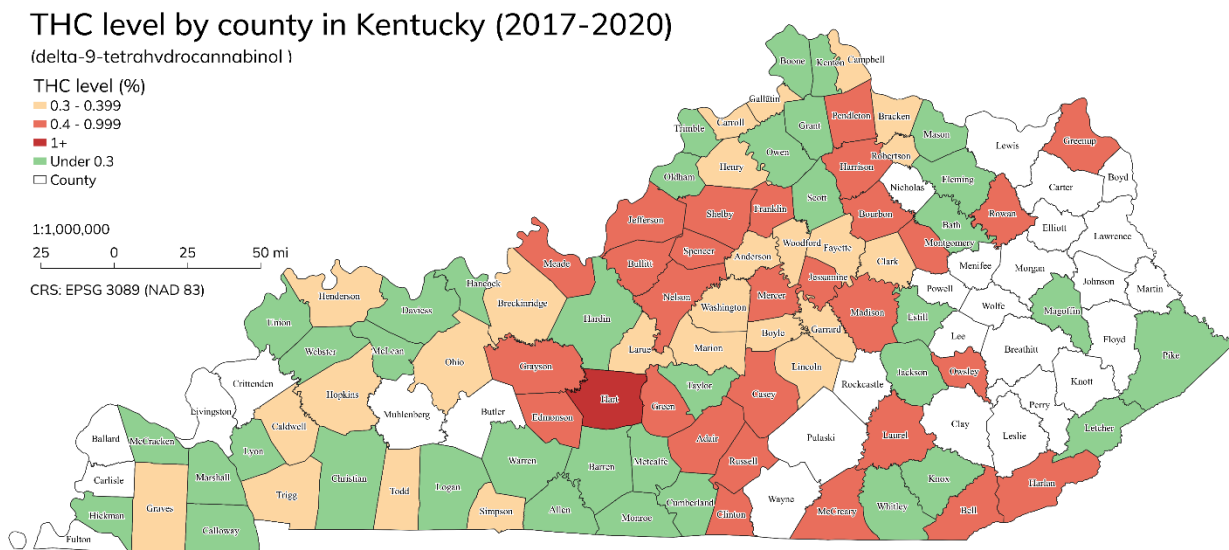 THC level by county in Kentucky (2017-2020)
(delta-9-tetrahydrocannabinol )
THC level (%)
0.3 - 0.399
0.4 - 0.999
1+
Under 0.3
County
1:1,000,000
25 0 25 50 mi
CRS: EPSG 3089 (NAD 83)
Boone
Kenton
Campbell
Gallatin
Carroll
Trimble
Grant
Pendleton
Bracken
Mason
Lewis
Greenup
Owen
Henry
Oldham
Harrison
Robertson
Nicholas
Fleming
Carter
Boyd
Scott
Jefferson
Shelby
Franklin
Bourbon
Bath
Rowan
Elliott
Lawrence
Spencer
Bullitt
Anderson
Woodford
Fayette
Clark
Montgomery
Menifee
Morgan
Johnson
Martin
Meade
Hancock
Breckinridge
Nelson
Washington
Mercer
Jessamine
Madison
Powell
Estill
Wolfe
Magoffin
Henderson
Union
Daviess
Webster
McLean
Ohio
Hardin
Larue
Marion
Boyle
Garrard
Lincoln
Lee
Breathitt
Floyd
Pike
Grayson
Taylor
Casey
Rockcastle
Jackson
Owsley
Knott
Perry
Crittenden
Livingston
Hopkins
Muhlenberg
Butler
Edmonson
Hart
Green
Adair
Pulaski
Laurel
Clay
Leslie
Letcher
Ballard
McCracken
Caldwell
Lyon
Marshall
Carlisle
Graves
Trigg
Christian
Todd
Logan
Warren
Barren
Metcalfe
Russell
Wayne
Knox
Harlan
Hickman
Fulton
Calloway
Simpson
Allen
Monroe
Cumberland
Clinton
McCreary
Whitley
Bell